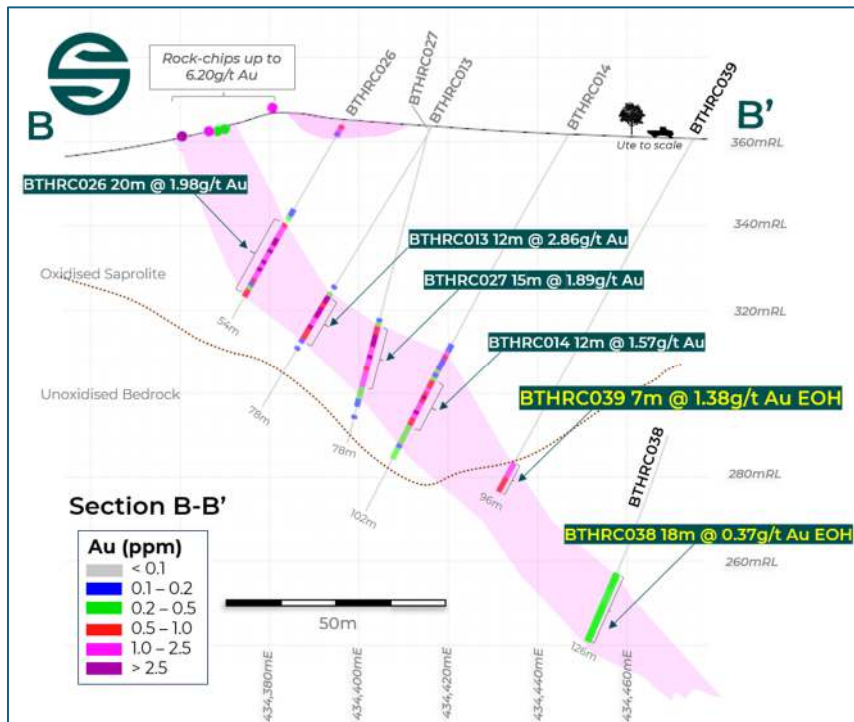 Rock-chips up to
6.20g/t Au
BTHRC026
BTHRC027
BTHRC013
BTHRC014
BTHRC039
B
B’
Ute to scale
360mRL
BTHRC026 20m @ 1.98g/t Au
340mRL
BTHRC013 12m @ 2.86g/t Au
Oxidised Saprolite
BTHRC027 15m @ 1.89g/t Au
54m
320mRL
BTHRC014 12m @ 1.57g/t Au
Unoxidised Bedrock
BTHRC039 7m @ 1.38g/t Au EOH
78m
78m
BTHRC038
280mRL
96m
102m
Section B-B’
BTHRC038 18m @ 0.37g/t Au EOH
260mRL
Au (ppm)
< 0.1
0.1 – 0.2
0.2 – 0.5
0.5 – 1.0
1.0 – 2.5
> 2.5
50m
126m
434,380mE
434,400mE
434,420mE
434,440mE
434,460mE